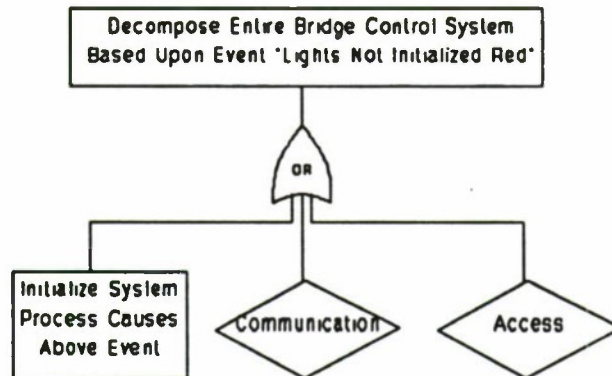 Decompose Entire Bridge Control System
Based Upon Event "Lights Not Initialized Red"
OR
Initialize System
Process Causes
Above Event
Communication
Access